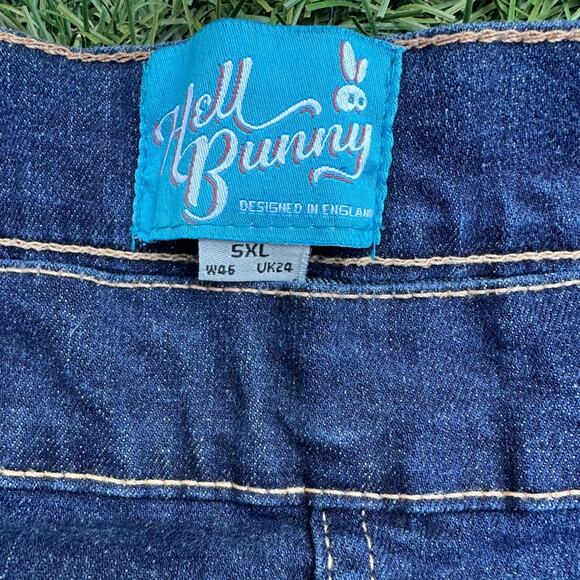 Hell
Bunny
DESIGNED IN ENGLAND
5XL
W46 UK24